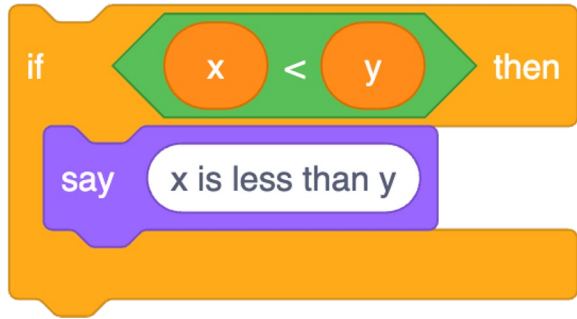 if x < y then
say x is less than y